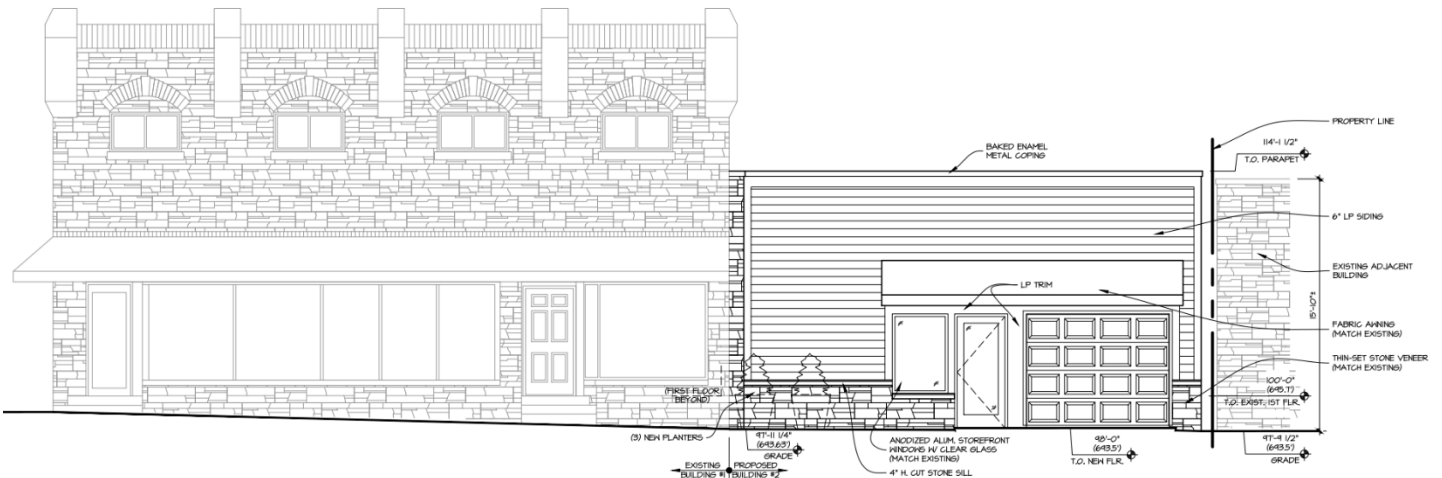 PROPERTY LINE
114'-1 1/2"
T.O. PARAPET
BAKED ENAMEL
METAL COPING
6" LP SIDING
EXISTING ADJACENT
BUILDING
LP TRIM
15'-10"±
FABRIC AWNING
(MATCH EXISTING)
THIN-SET STONE VENEER
(MATCH EXISTING)
100'-0"
(695.7)
T.O. EXIST. 1ST FLR.
(FIRST FLOOR
BEYOND)
(3) NEW PLANTERS
97'-11 1/4"
(693.63')
GRADE
ANODIZED ALUM. STOREFRONT
WINDOWS W/ CLEAR GLASS
(MATCH EXISTING)
4" H. CUT STONE SILL
98'-0"
(693.5')
T.O. NEW FLR.
97'-9 1/2"
(693.5')
GRADE
EXISTING
BUILDING #1
PROPOSED
BUILDING #2